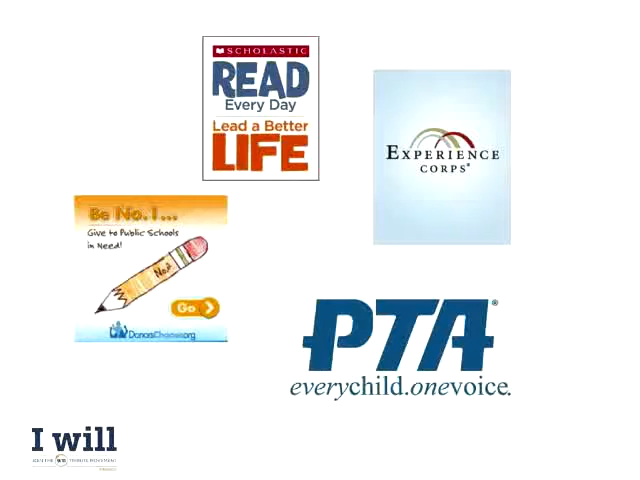 SCHOLASTIC
READ
Every Day
Lead a Better
LIFE
EXPERIENCE
CORPS®
Be No.1...
Give to Public Schools
in Need!
No.2
Go
DonorsChoose.org
PTA®
everychild.onevoice.
I will